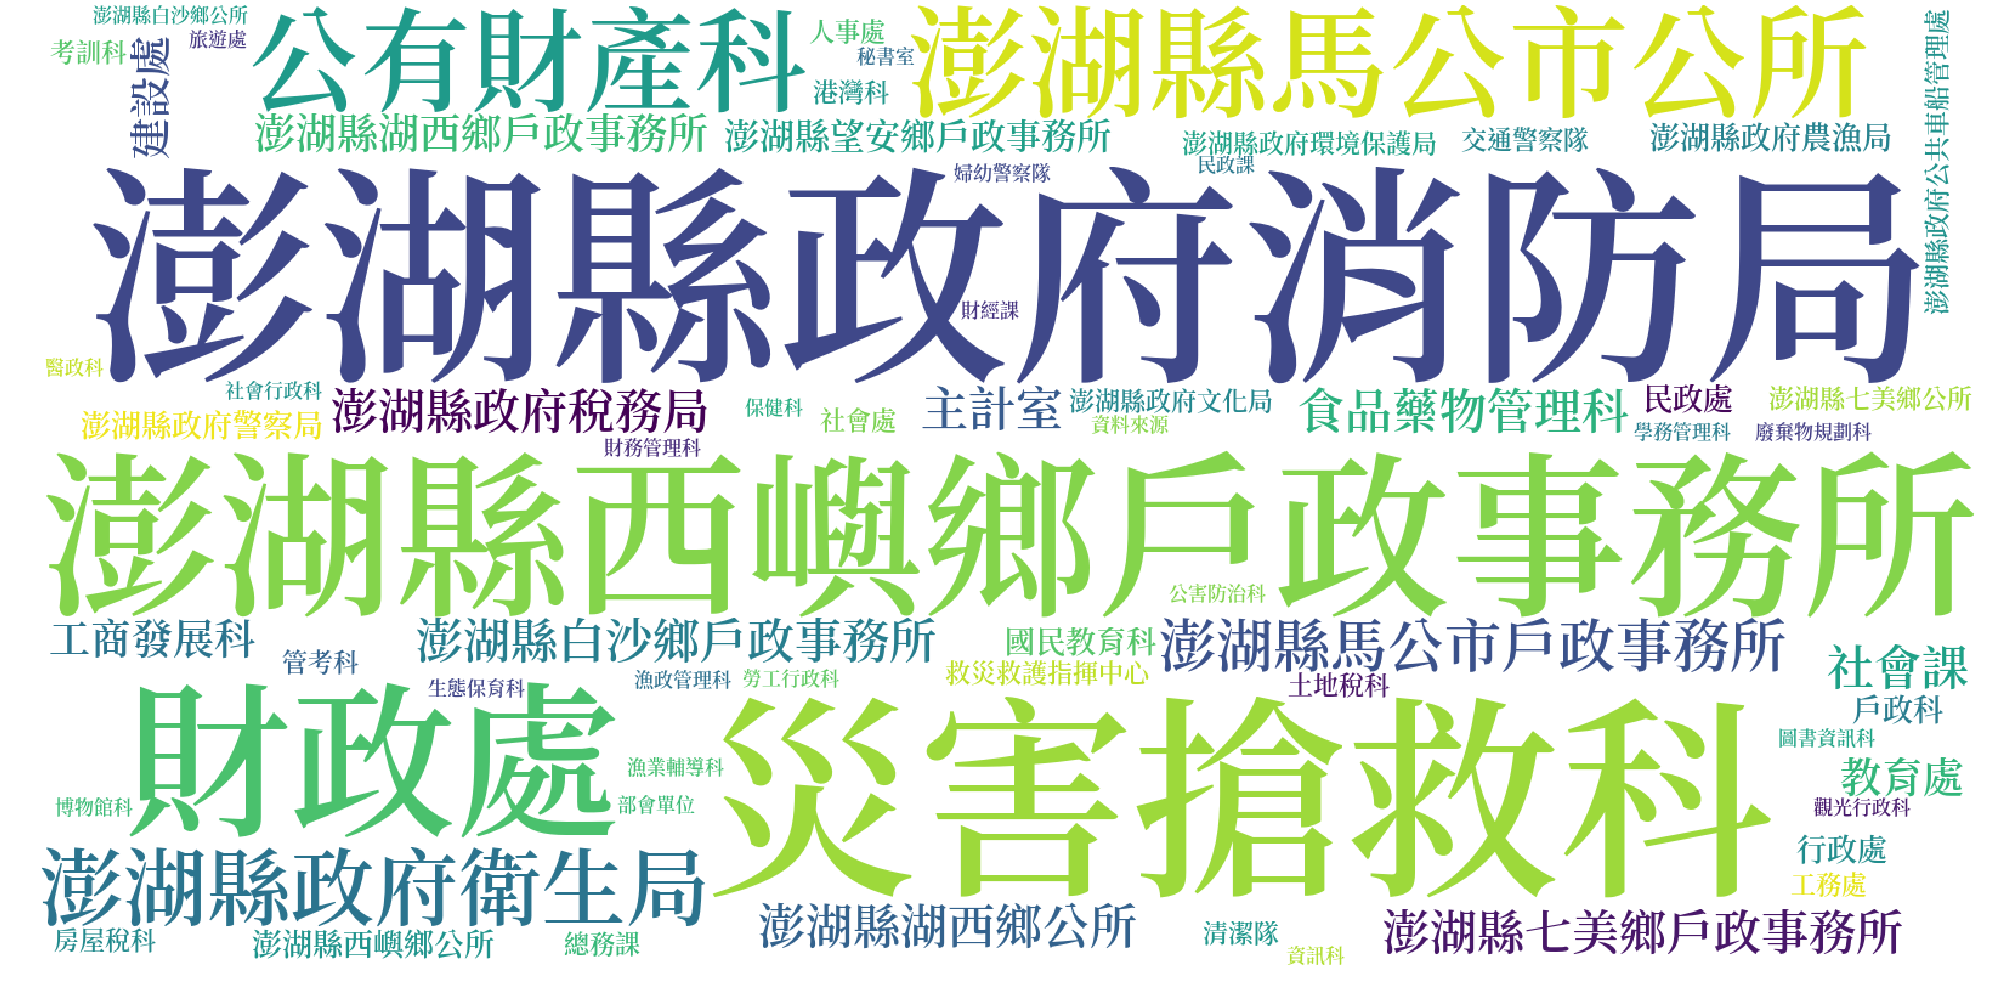 澎湖縣白沙鄉公所
旅遊處
考訓科
建設處
公有財產科
人事處
秘書室
港灣科
澎湖縣馬公市公所
澎湖縣政府公共車船管理處
澎湖縣湖西鄉戶政事務所
澎湖縣望安鄉戶政事務所
澎湖縣政府環境保護局
交通警察隊
澎湖縣政府農漁局
婦幼警察隊
民政課
澎湖縣政府消防局
財經課
醫政科
社會行政科
澎湖縣政府警察局
澎湖縣政府稅務局
財務管理科
保健科
社會處
主計室
澎湖縣政府文化局
資料來源
食品藥物管理科
民政處
學務管理科
澎湖縣七美鄉公所
廢棄物規劃科
澎湖縣西嶼鄉戶政事務所
公害防治科
工商發展科
管考科
澎湖縣白沙鄉戶政事務所
生態保育科
漁政管理科
勞工行政科
國民教育科
救災救護指揮中心
澎湖縣馬公市戶政事務所
土地稅科
社會課
戶政科
財政處
漁業輔導科
部會單位
博物館科
災害搶救科
圖書資訊科
教育處
觀光行政科
行政處
工務處
澎湖縣政府衛生局
房屋稅科
澎湖縣西嶼鄉公所
總務課
澎湖縣湖西鄉公所
清潔隊
資訊科
澎湖縣七美鄉戶政事務所